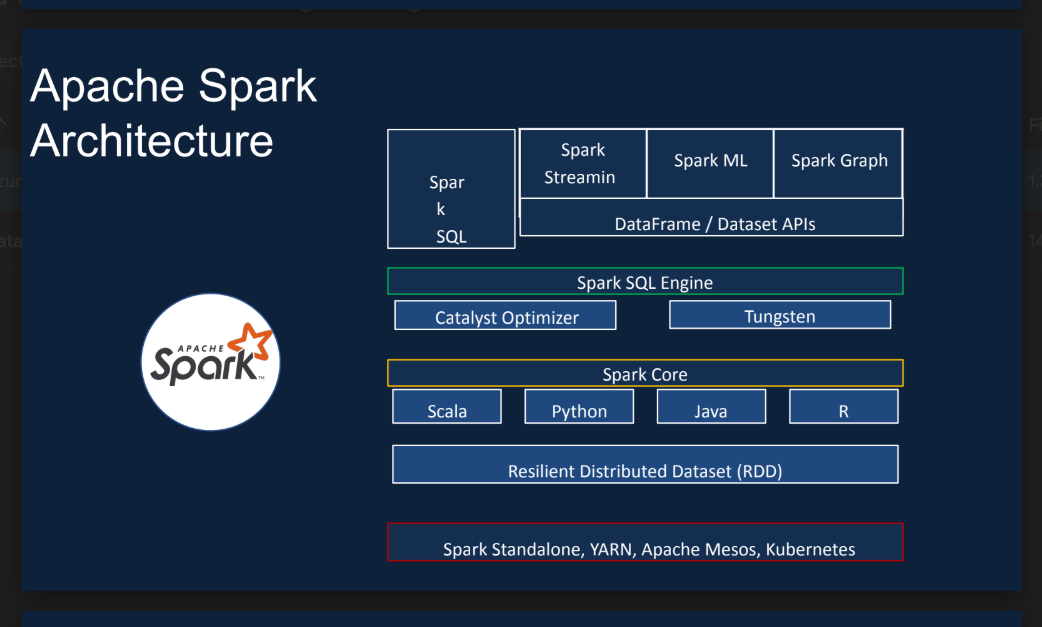 Apache Spark
Architecture
Spar
k
SQL
Spark
Streamin
Spark ML
Spark Graph
DataFrame / Dataset APIs
Spark SQL Engine
Catalyst Optimizer
Tungsten
APACHE
Spark
TM
Spark Core
Scala
Python
Java
R
Resilient Distributed Dataset (RDD)
Spark Standalone, YARN, Apache Mesos, Kubernetes